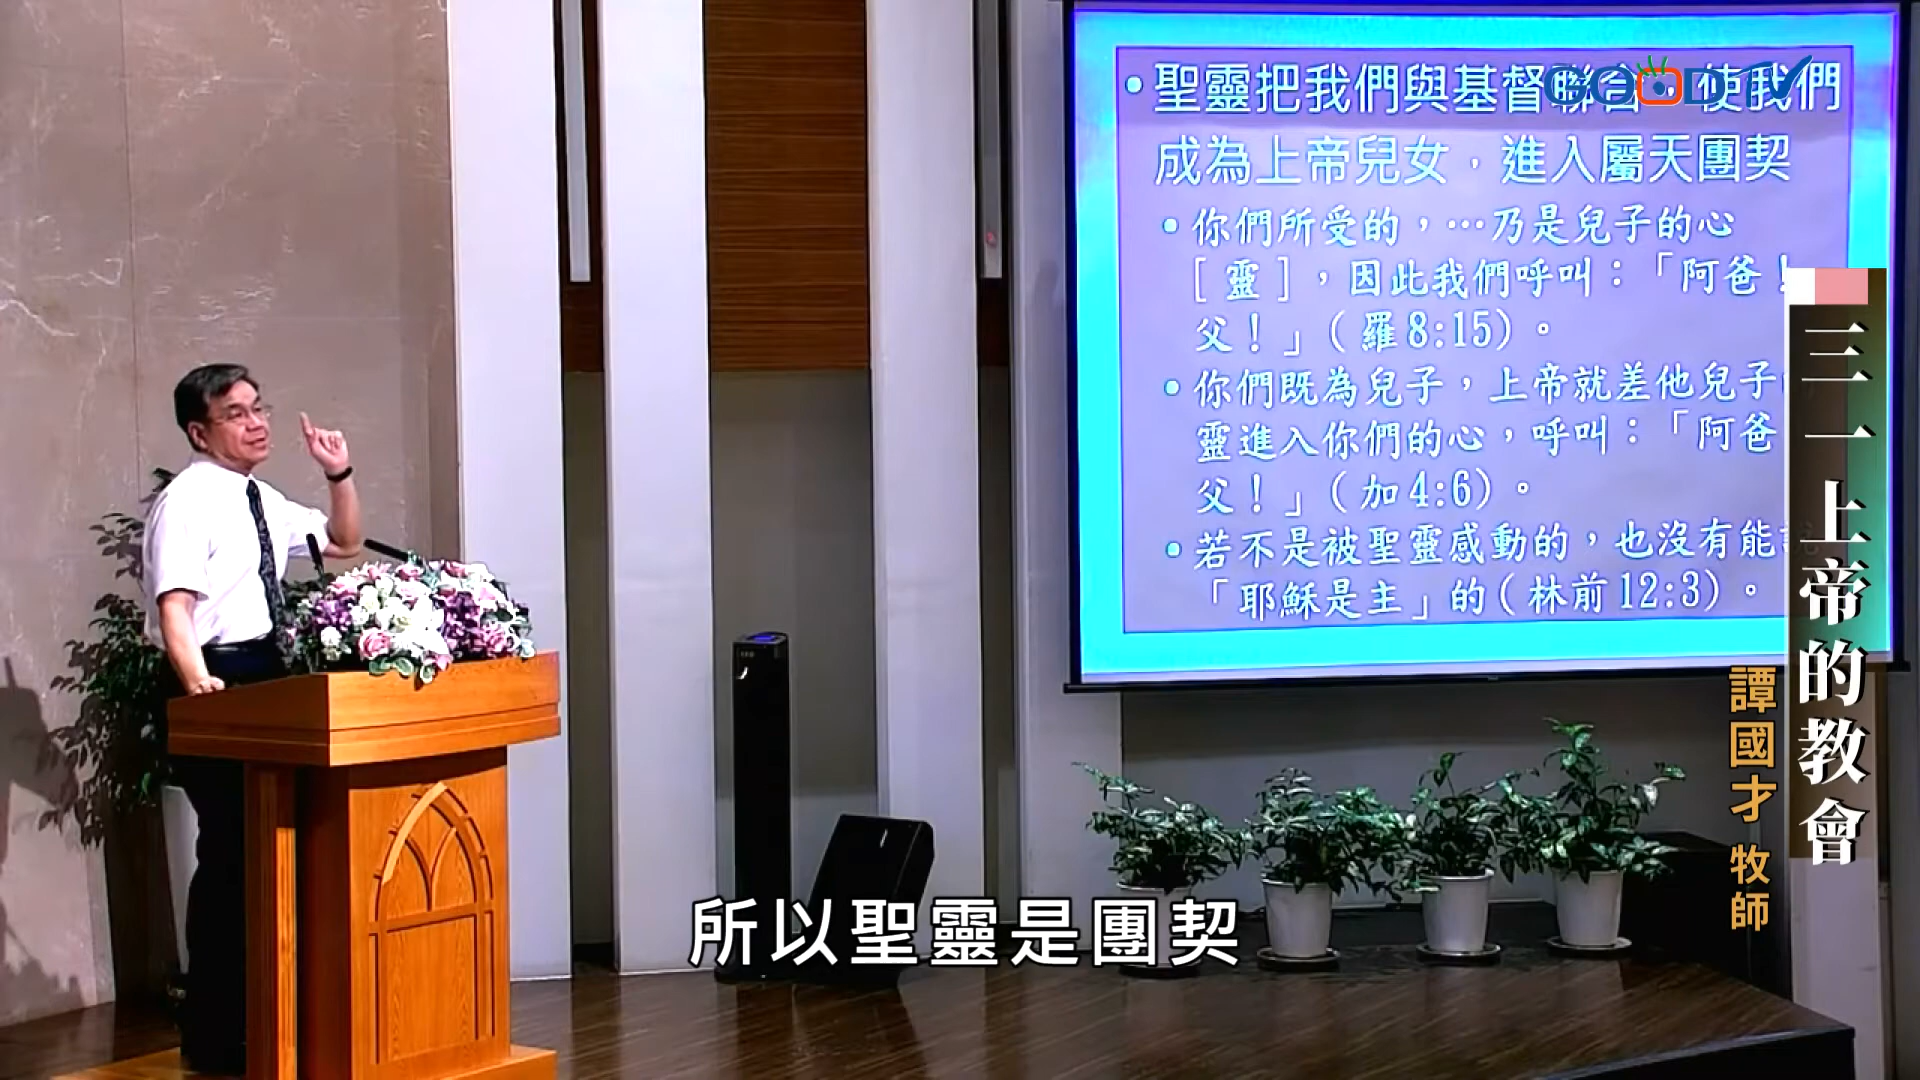 •聖靈把我們與基督聯合，使我們
成為上帝兒女，進入屬天團契
•你們所受的，…乃是兒子的心
[靈]，因此我們呼叫：「阿爸！
父！」（羅8:15）。
•你們既為兒子，上帝就差他兒子
靈進入你們的心，呼叫：「阿爸
父！」（加4:6）。
•若不是被聖靈感動的，也沒有能說
「耶穌是主」的（林前12:3）。
GOODTV
三一上帝的教會
譚國才 牧師
所以聖靈是團契